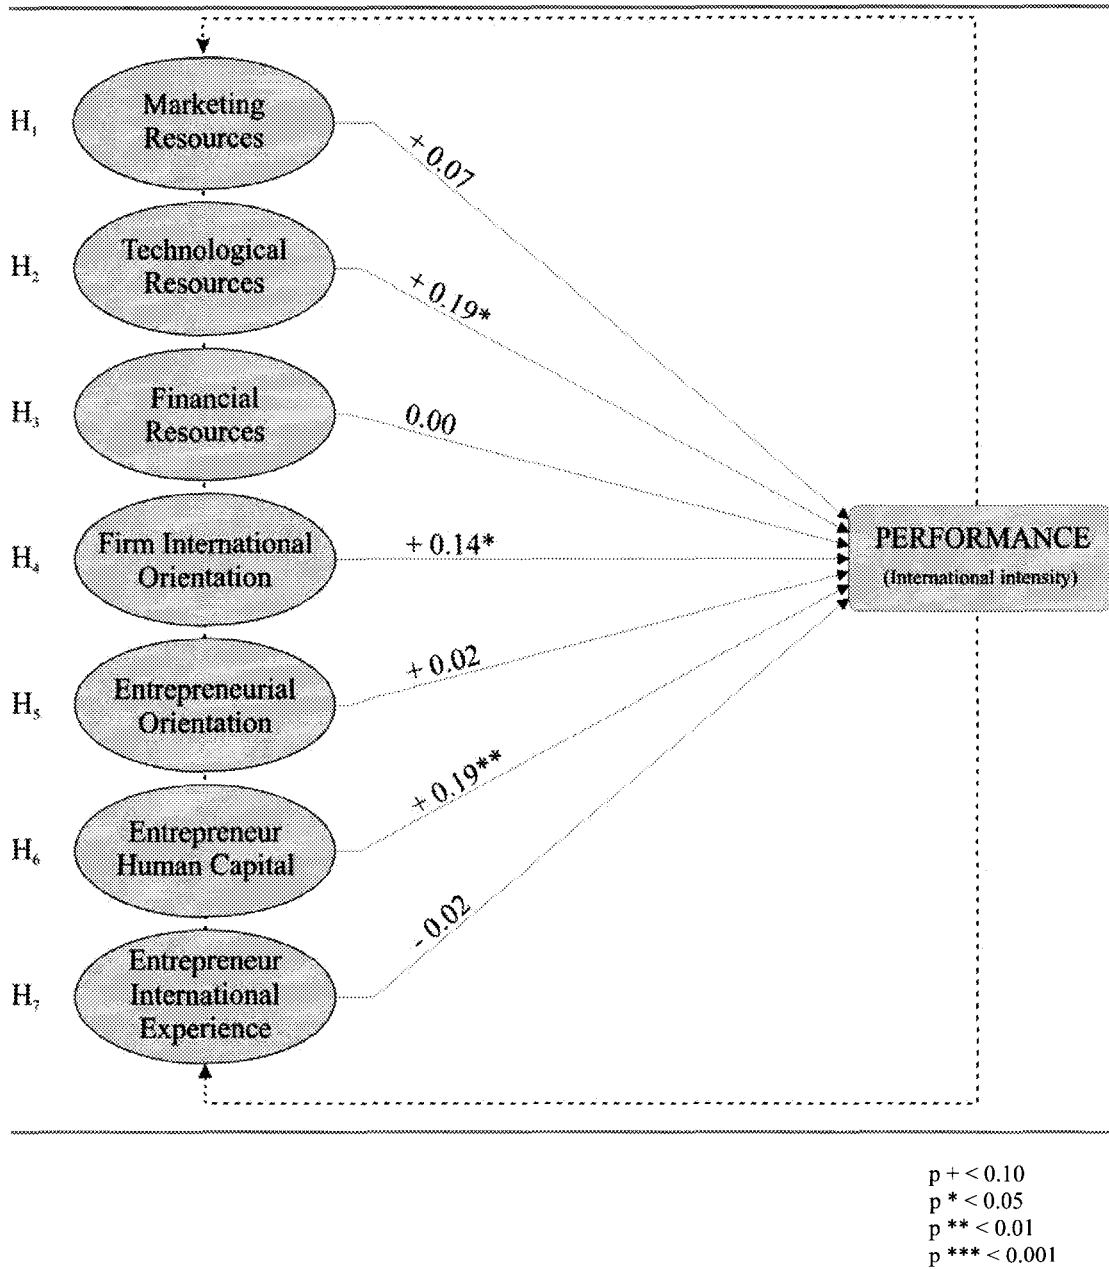 H₁
Marketing
Resources
+ 0.07
H₂
Technological
Resources
+ 0.19*
H₃
Financial
Resources
0.00
H₄
Firm International
Orientation
+ 0.14*
PERFORMANCE
(International intensity)
H₅
Entrepreneurial
Orientation
+ 0.02
H₆
Entrepreneur
Human Capital
+ 0.19**
H₇
Entrepreneur
International
Experience
- 0.02
p + < 0.10
p * < 0.05
p ** < 0.01
p *** < 0.001